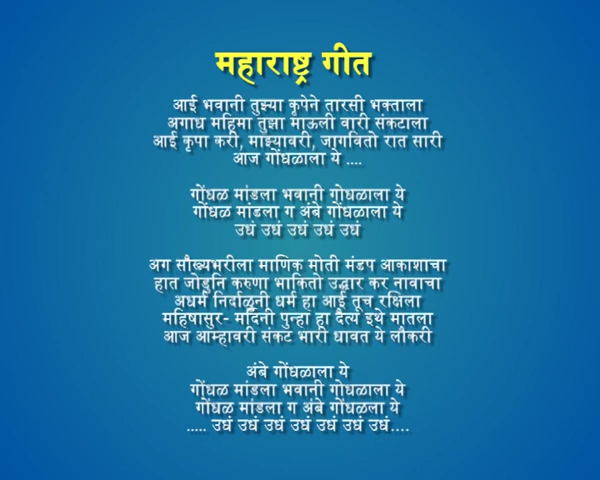 महाराष्ट्र गीत
आई भवानी तुझ्या कृपेने तारसी भक्ताला
अगाध महिमा तुझा माऊली वारी संकटाला
आई कृपा करी, माझ्यावरी, जागवितो रात सारी
आज गोंधळाला ये ....
गोंधळ मांडला भवानी गोधळाला ये
गोंधळ मांडला ग अंबे गोंधळाला ये
उधं उधं उधं उधं उधं
अग सौख्यभरीला माणिक मोती मंडप आकाशाचा
हात जोडुनि करुणा भाकितो उद्धार कर नावाचा
अधर्म निर्दाळुनी धर्म हा आई तूच रक्षिला
महिषासुर- मर्दिनी पुन्हा हा दैत्य इथे मातला
आज आम्हावरी संकट भारी धावत ये लौकरी
अंबे गोंधळाला ये
गोंधळ मांडला भवानी गोधळाला ये
गोंधळ मांडला ग अंबे गोंधळला ये
..... उधं उधं उधं उधं उधं उधं उधं....